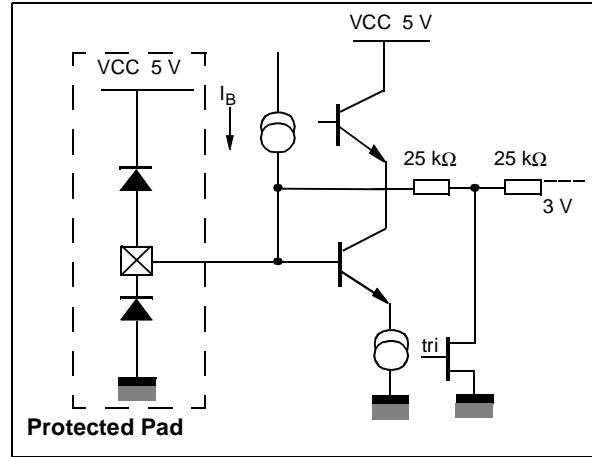 VCC 5 V
VCC 5 V
I_B
25 kΩ 25 kΩ
3 V
tri
Protected Pad